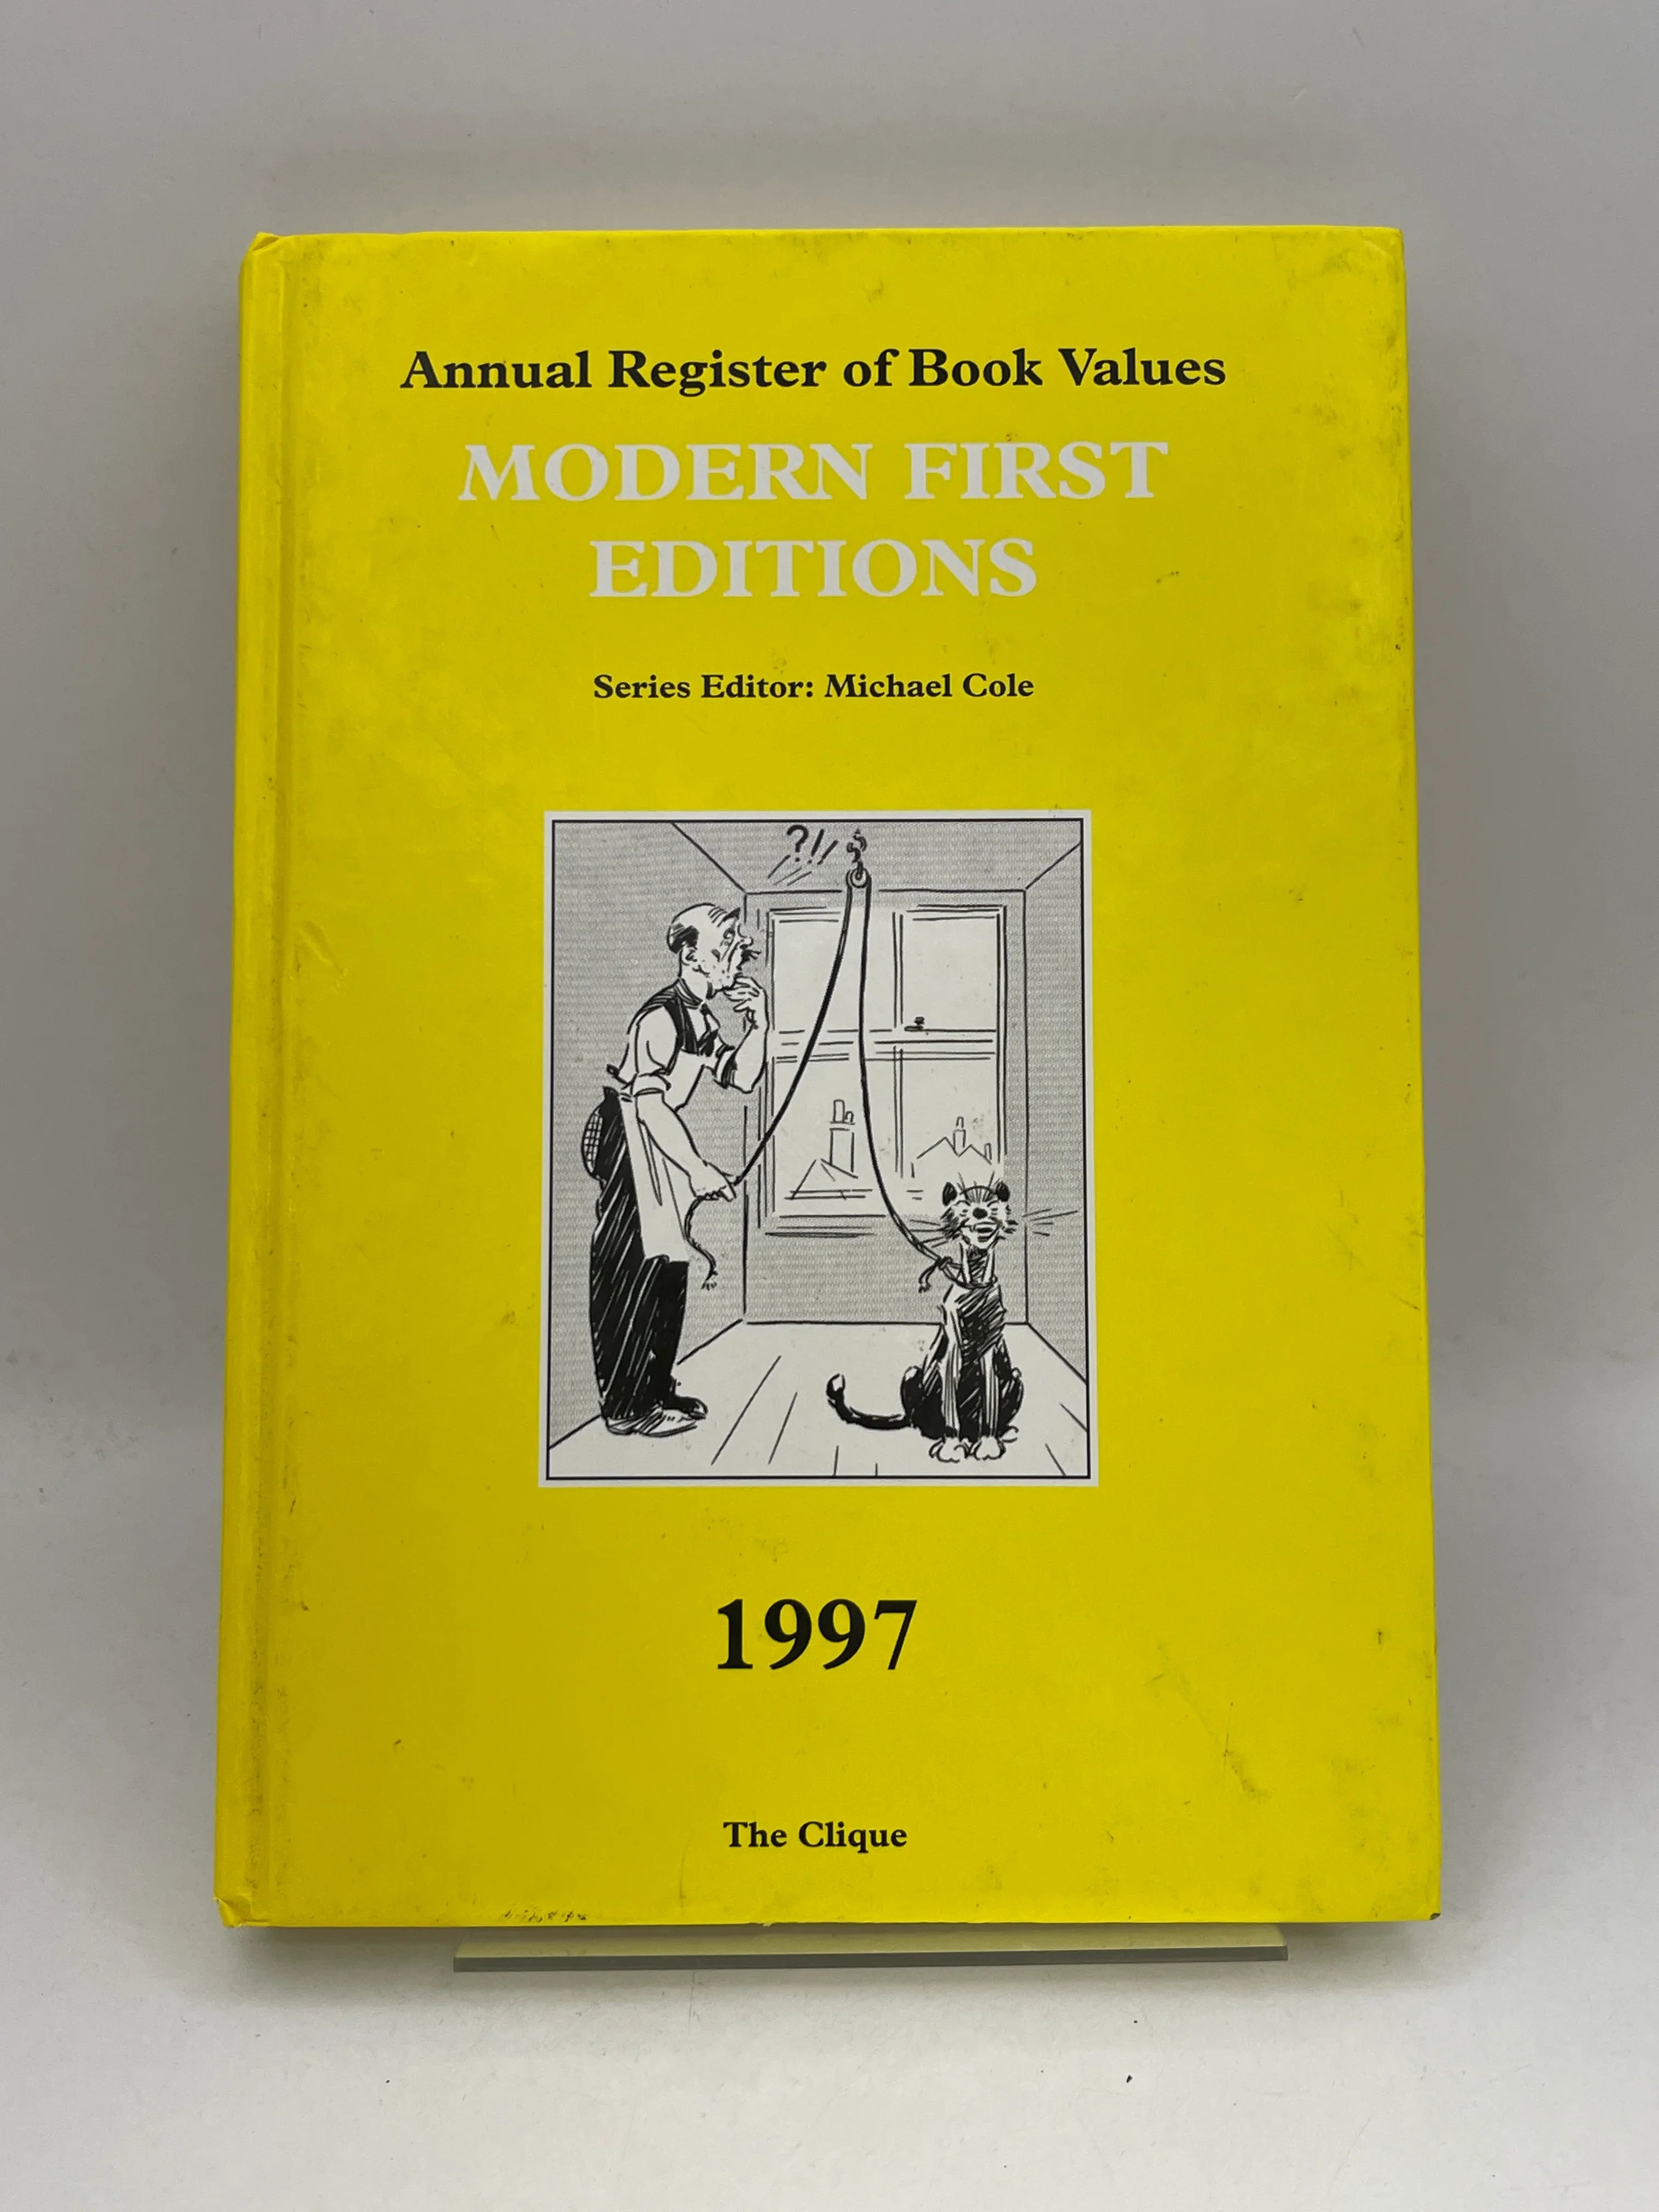 Annual Register of Book Values
MODERN FIRST
EDITIONS
Series Editor: Michael Cole
?!/
1997
The Clique